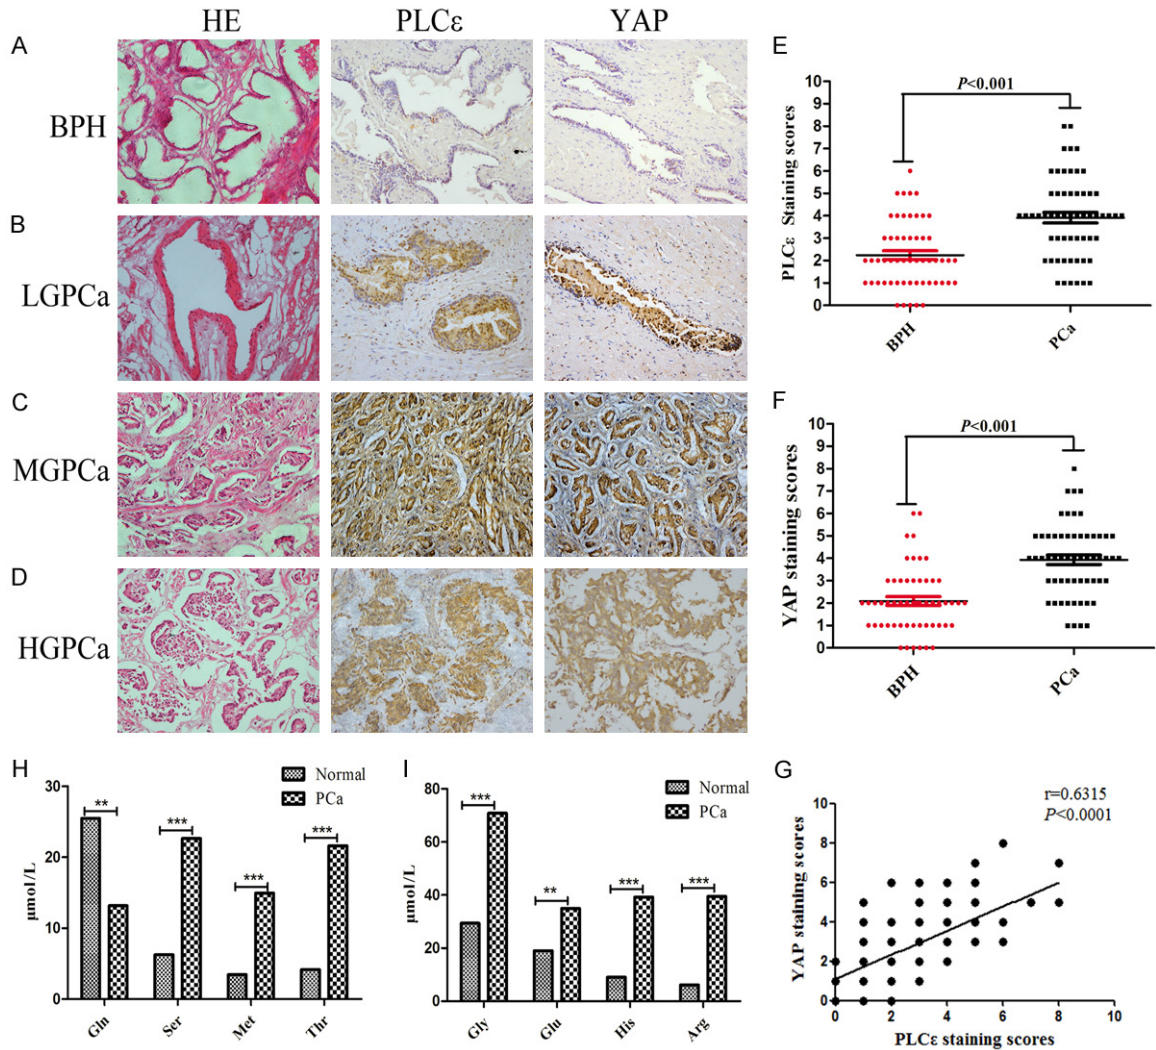 HE PLCε YAP
A
BPH
B
LGPCa
C
MGPCa
D
HGPCa
E
P<0.001
10
9
8
7
6
5
4
3
2
1
0
PLCε Staining scores
BPH PCa
F
P<0.001
10
9
8
7
6
5
4
3
2
1
0
YAP staining scores
BPH PCa
H
Normal
PCa
30
20
10
0
μmol/L
** *** *** ***
Gln Ser Met Thr
I
Normal
PCa
80
60
40
20
0
μmol/L
*** ** *** ***
Gly Glu His Arg
G
r=0.6315
P<0.0001
10
8
6
4
2
0
YAP staining scores
0 2 4 6 8 10
PLCε staining scores